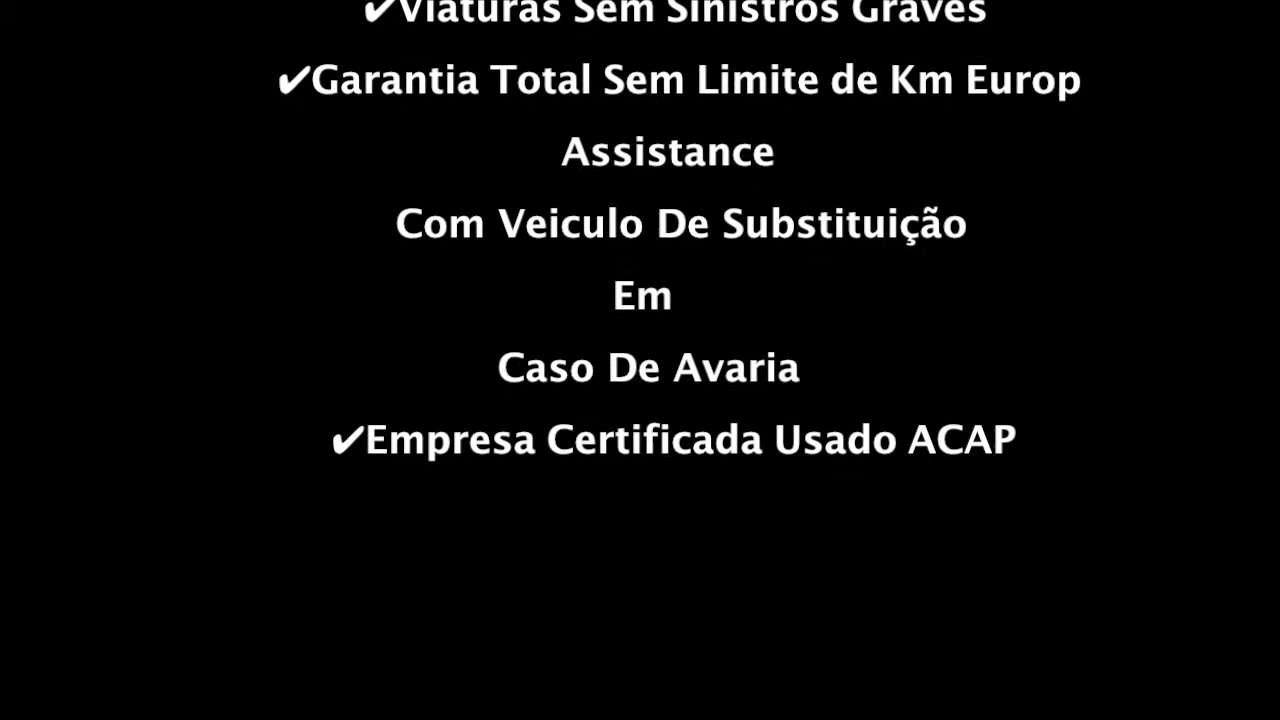 ✔Viaturas Sem Sinistros Graves
✔Garantia Total Sem Limite de Km Europ
Assistance
Com Veiculo De Substituição
Em
Caso De Avaria
✔Empresa Certificada Usado ACAP